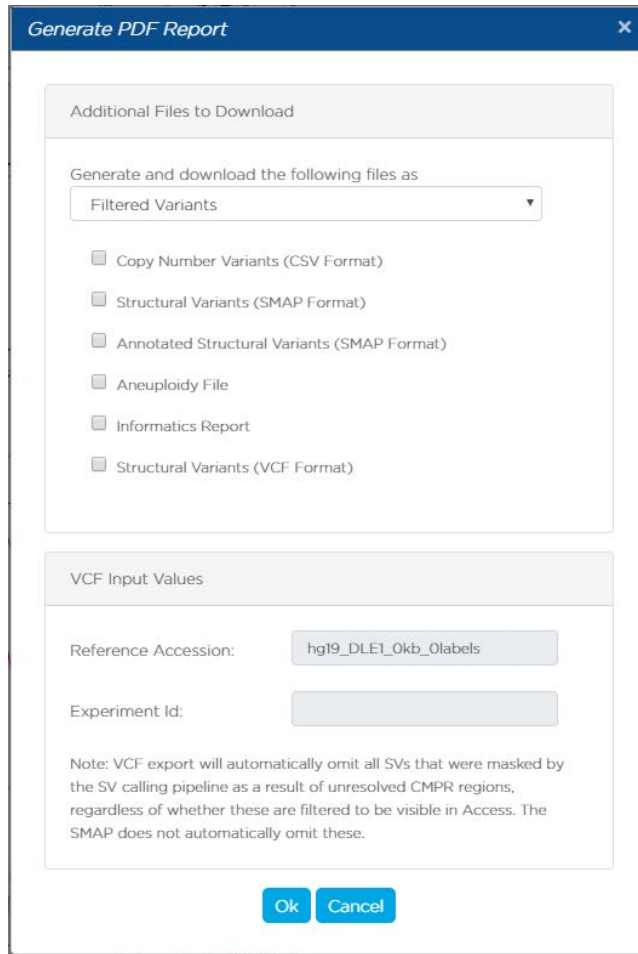 Generate PDF Report ×
Additional Files to Download
Generate and download the following files as
Filtered Variants
Copy Number Variants (CSV Format)
Structural Variants (SMAP Format)
Annotated Structural Variants (SMAP Format)
Aneuploidy File
Informatics Report
Structural Variants (VCF Format)
VCF Input Values
Reference Accession: hg19_DLE1_0kb_0labels
Experiment Id:
Note: VCF export will automatically omit all SVs that were masked by
the SV calling pipeline as a result of unresolved CMPR regions,
regardless of whether these are filtered to be visible in Access. The
SMAP does not automatically omit these.
Ok Cancel